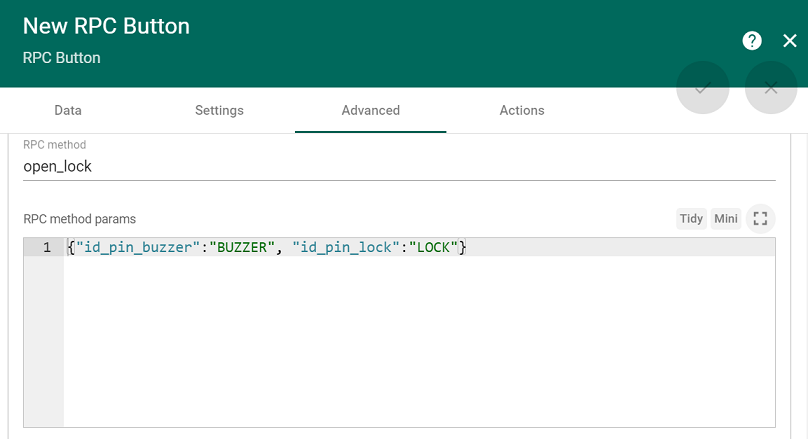 New RPC Button
RPC Button
Data Settings Advanced Actions
RPC method
open_lock
RPC method params Tidy Mini
1 {"id_pin_buzzer":"BUZZER", "id_pin_lock":"LOCK"}